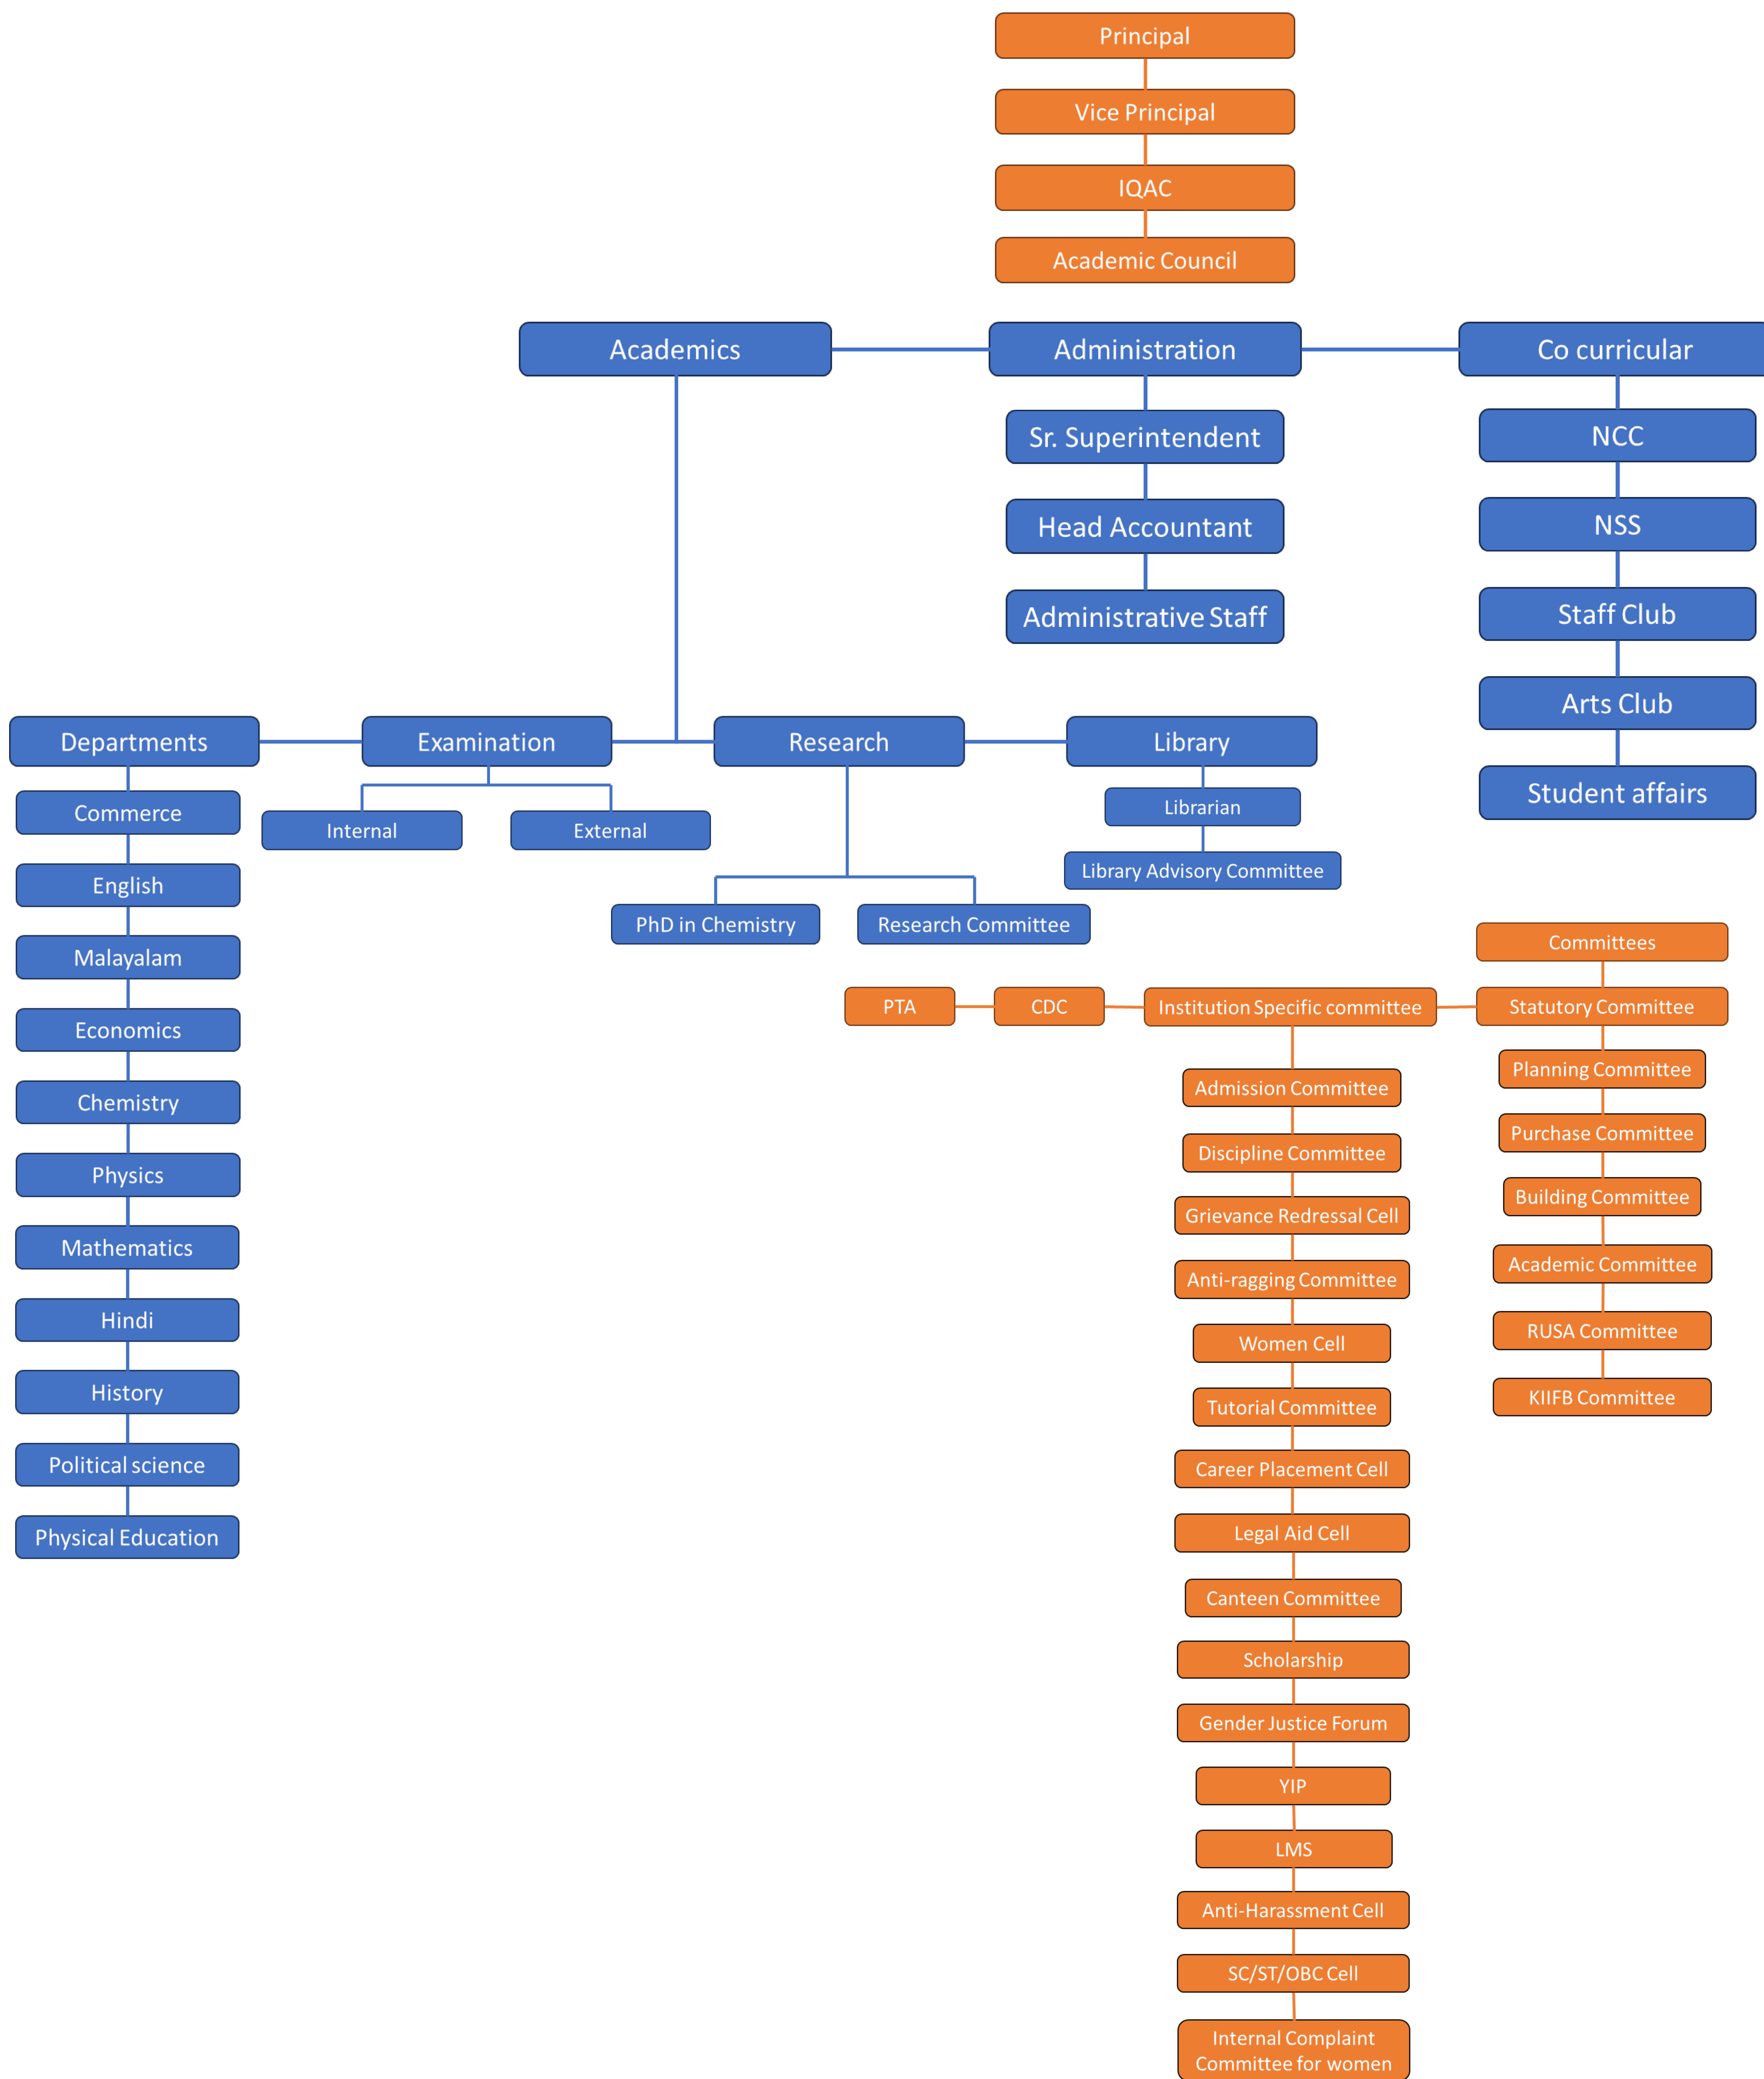 Principal
Vice Principal
IQAC
Academic Council
Academics
Administration
Co curricular
Sr. Superintendent
Head Accountant
Administrative Staff
NCC
NSS
Staff Club
Arts Club
Student affairs
Departments
Examination
Research
Library
Commerce
English
Malayalam
Economics
Chemistry
Physics
Mathematics
Hindi
History
Political science
Physical Education
Internal
External
PhD in Chemistry
Research Committee
Librarian
Library Advisory Committee
Committees
PTA
CDC
Institution Specific committee
Statutory Committee
Admission Committee
Discipline Committee
Grievance Redressal Cell
Anti-ragging Committee
Women Cell
Tutorial Committee
Career Placement Cell
Legal Aid Cell
Canteen Committee
Scholarship
Gender Justice Forum
YIP
LMS
Anti-Harassment Cell
SC/ST/OBC Cell
Internal Complaint
Committee for women
Planning Committee
Purchase Committee
Building Committee
Academic Committee
RUSA Committee
KIIFB Committee